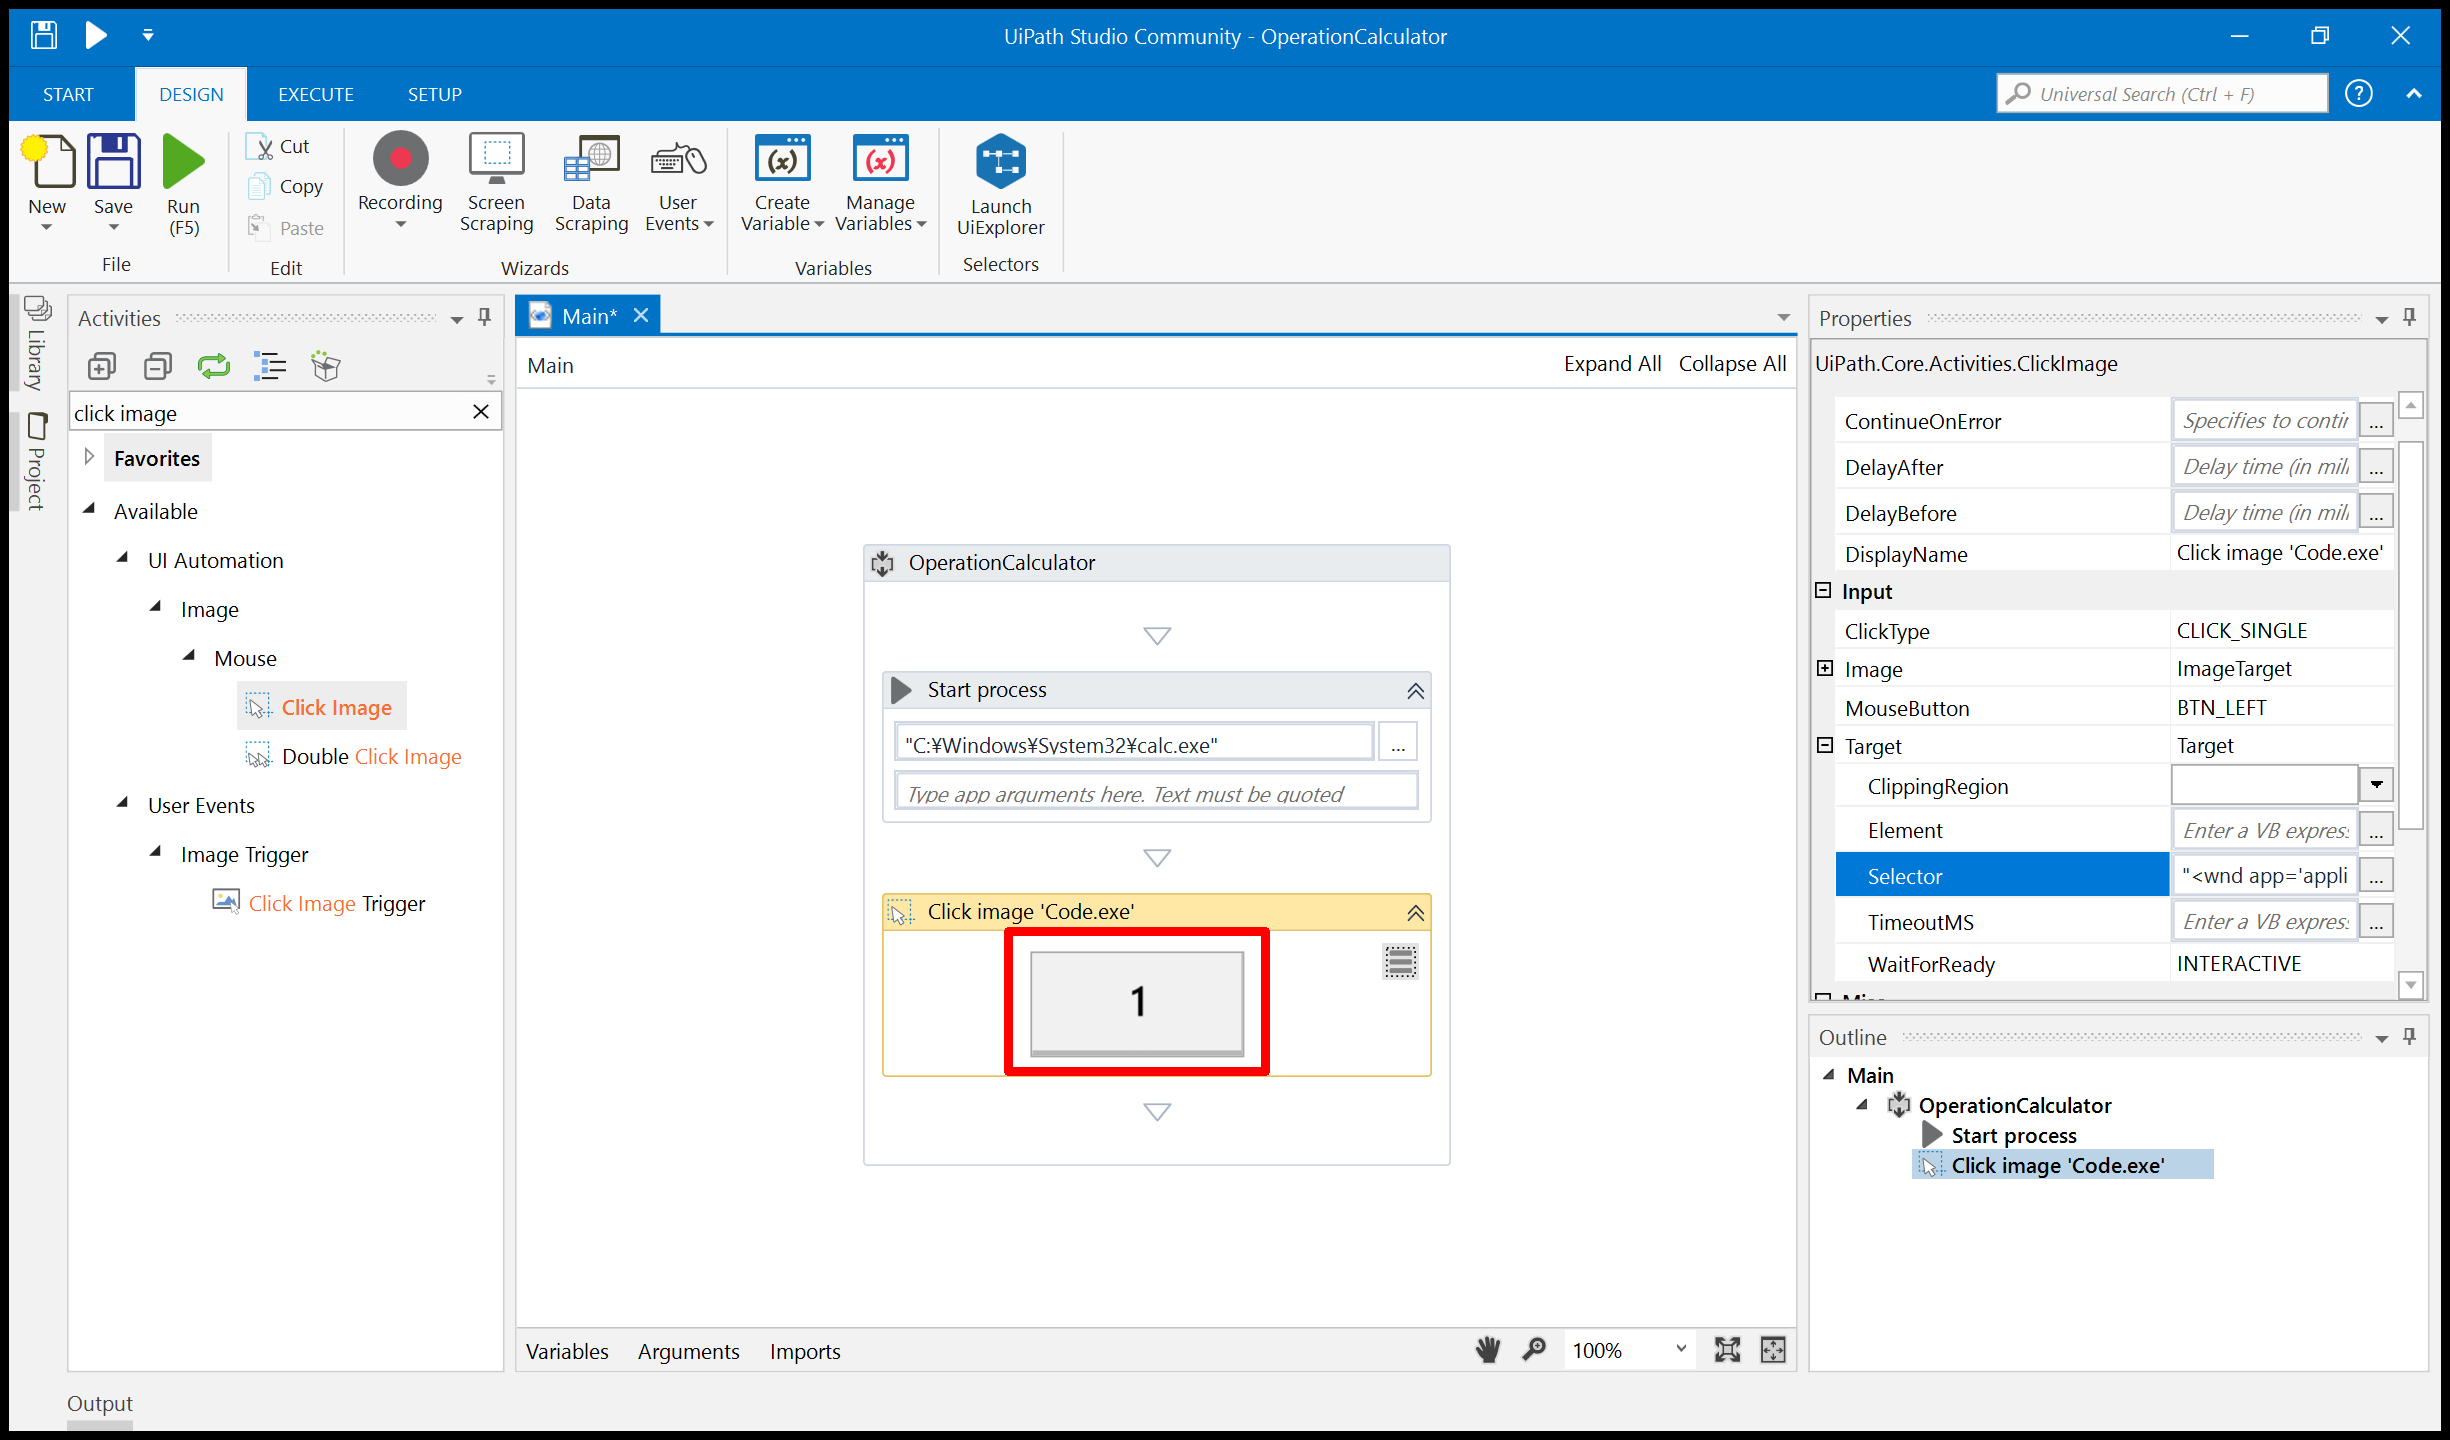 UiPath Studio Community - OperationCalculator
START DESIGN EXECUTE SETUP
Universal Search (Ctrl + F)
New
Save
Run
(F5)
File
Cut
Copy
Paste
Edit
Recording
Screen
Scraping
Data
Scraping
User
Events
Wizards
Create
Variable
Manage
Variables
Variables
Launch
UiExplorer
Selectors
Library
Project
Activities
click image
Favorites
Available
UI Automation
Image
Mouse
Click Image
Double Click Image
User Events
Image Trigger
Click Image Trigger
Main*
Main
Expand All Collapse All
OperationCalculator
Start process
"C:¥Windows¥System32¥calc.exe"
...
Type app arguments here. Text must be quoted
Click image 'Code.exe'
1
Variables Arguments Imports
100%
Properties
UiPath.Core.Activities.ClickImage
ContinueOnError Specifies to contin ...
DelayAfter Delay time (in mill ...
DelayBefore Delay time (in mill ...
DisplayName Click image 'Code.exe'
Input
ClickType CLICK_SINGLE
Image ImageTarget
MouseButton BTN_LEFT
Target Target
ClippingRegion
Element Enter a VB express ...
Selector "<wnd app='appli ...
TimeoutMS Enter a VB express ...
WaitForReady INTERACTIVE
Outline
Main
OperationCalculator
Start process
Click image 'Code.exe'
Output